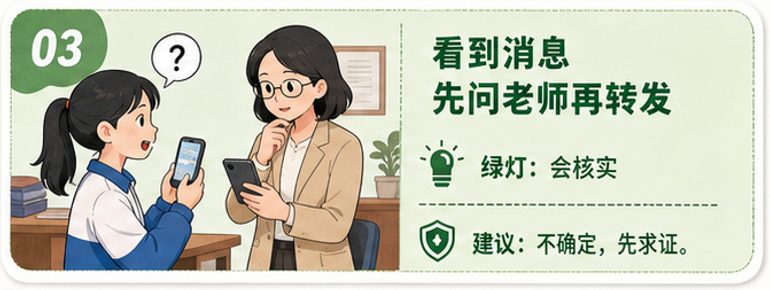 03
?
看到消息
先问老师再转发
绿灯：会核实
建议：不确定，先求证。